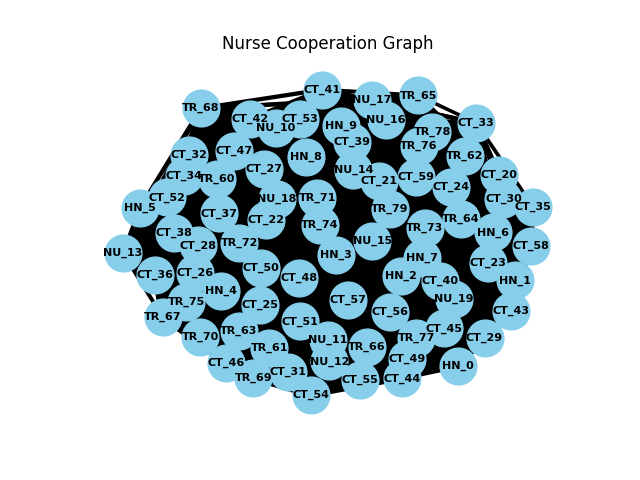 Nurse Cooperation Graph
CT_41
TR_65
NU_17
TR_68
CT_42
CT_53
NU_16
CT_33
NU_10
HN_9
TR_78
CT_39
TR_76
CT_47
CT_32
HN_8
TR_62
CT_27
NU_14
CT_34
TR_60
CT_21
CT_59
CT_20
CT_24
CT_52
NU_18
TR_71
CT_30
HN_5
CT_37
TR_79
CT_35
CT_22
TR_64
TR_74
TR_73
CT_38
HN_6
CT_28
TR_72
NU_15
CT_58
NU_13
HN_3
HN_7
CT_23
CT_50
CT_36
CT_26
CT_48
HN_2
CT_40
HN_1
HN_4
TR_75
CT_57
NU_19
CT_25
CT_56
CT_43
TR_67
CT_51
TR_63
CT_45
TR_70
NU_11
TR_77
CT_29
TR_61
TR_66
CT_46
NU_12
CT_49
HN_0
TR_69
CT_31
CT_55
CT_44
CT_54